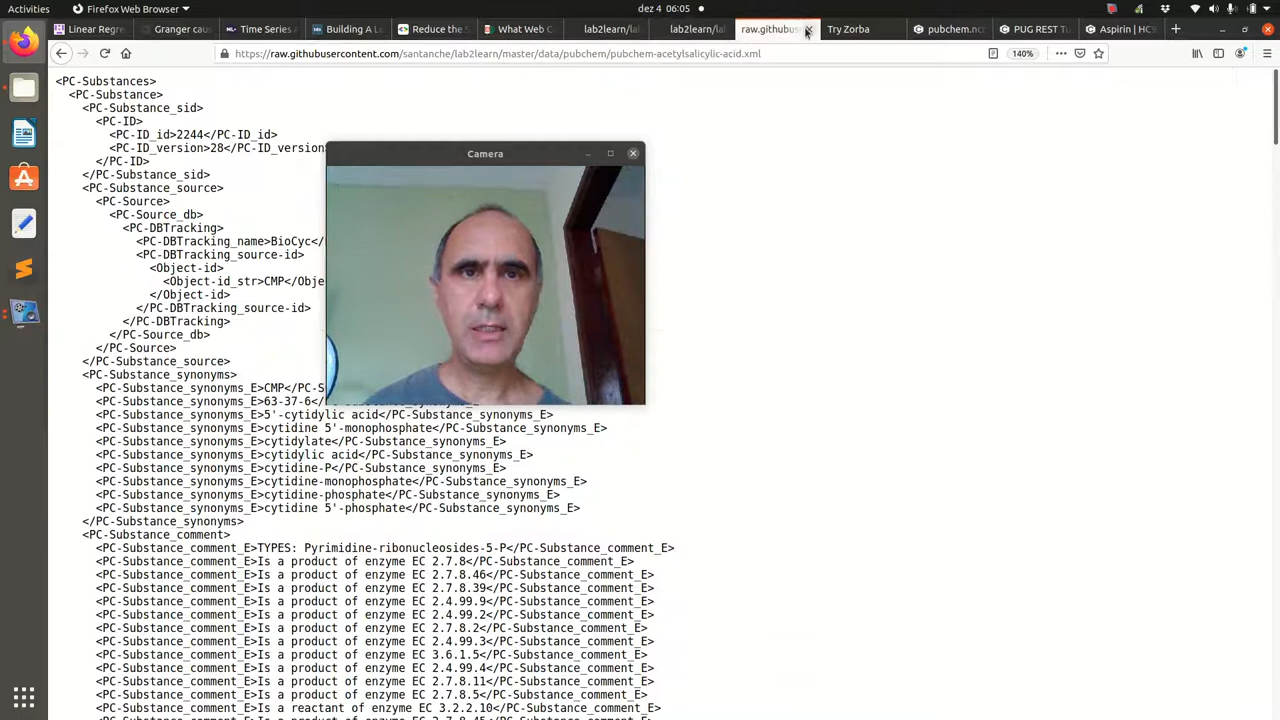 Activities Firefox Web Browser dez 4 06:05
Linear Regre Granger caus Time Series Building A Lo Reduce the S What Web C lab2learn/la lab2learn/la raw.githubus Try Zorba pubchem.nc PUG REST Tu Aspirin | HC9
https://raw.githubusercontent.com/santanche/lab2learn/master/data/pubchem/pubchem-acetylsalicylic-acid.xml 140%
<PC-Substances>
<PC-Substance>
<PC-Substance_sid>
<PC-ID>
<PC-ID_id>2244</PC-ID_id>
<PC-ID_version>28</PC-ID_version
</PC-ID>
</PC-Substance_sid>
<PC-Substance_source>
<PC-Source>
<PC-Source_db>
<PC-DBTracking>
<PC-DBTracking_name>BioCyc</
<PC-DBTracking_source-id>
<Object-id>
<Object-id_str>CMP</Obje
</Object-id>
</PC-DBTracking_source-id>
</PC-DBTracking>
</PC-Source_db>
</PC-Source>
</PC-Substance_source>
<PC-Substance_synonyms>
<PC-Substance_synonyms_E>CMP</PC-S
<PC-Substance_synonyms_E>63-37-6</PC-Substance_synonyms_E>
<PC-Substance_synonyms_E>5'-cytidylic acid</PC-Substance_synonyms_E>
<PC-Substance_synonyms_E>cytidine 5'-monophosphate</PC-Substance_synonyms_E>
<PC-Substance_synonyms_E>cytidylate</PC-Substance_synonyms_E>
<PC-Substance_synonyms_E>cytidylic acid</PC-Substance_synonyms_E>
<PC-Substance_synonyms_E>cytidine-P</PC-Substance_synonyms_E>
<PC-Substance_synonyms_E>cytidine-monophosphate</PC-Substance_synonyms_E>
<PC-Substance_synonyms_E>cytidine-phosphate</PC-Substance_synonyms_E>
<PC-Substance_synonyms_E>cytidine 5'-phosphate</PC-Substance_synonyms_E>
</PC-Substance_synonyms>
<PC-Substance_comment>
<PC-Substance_comment_E>TYPES: Pyrimidine-ribonucleosides-5-P</PC-Substance_comment_E>
<PC-Substance_comment_E>Is a product of enzyme EC 2.7.8</PC-Substance_comment_E>
<PC-Substance_comment_E>Is a product of enzyme EC 2.7.8.46</PC-Substance_comment_E>
<PC-Substance_comment_E>Is a product of enzyme EC 2.7.8.39</PC-Substance_comment_E>
<PC-Substance_comment_E>Is a product of enzyme EC 2.4.99.9</PC-Substance_comment_E>
<PC-Substance_comment_E>Is a product of enzyme EC 2.4.99.2</PC-Substance_comment_E>
<PC-Substance_comment_E>Is a product of enzyme EC 2.7.8.2</PC-Substance_comment_E>
<PC-Substance_comment_E>Is a product of enzyme EC 2.4.99.3</PC-Substance_comment_E>
<PC-Substance_comment_E>Is a product of enzyme EC 3.6.1.5</PC-Substance_comment_E>
<PC-Substance_comment_E>Is a product of enzyme EC 2.4.99.4</PC-Substance_comment_E>
<PC-Substance_comment_E>Is a product of enzyme EC 2.7.8.11</PC-Substance_comment_E>
<PC-Substance_comment_E>Is a product of enzyme EC 2.7.8.5</PC-Substance_comment_E>
<PC-Substance_comment_E>Is a reactant of enzyme EC 3.2.2.10</PC-Substance_comment_E>
Camera